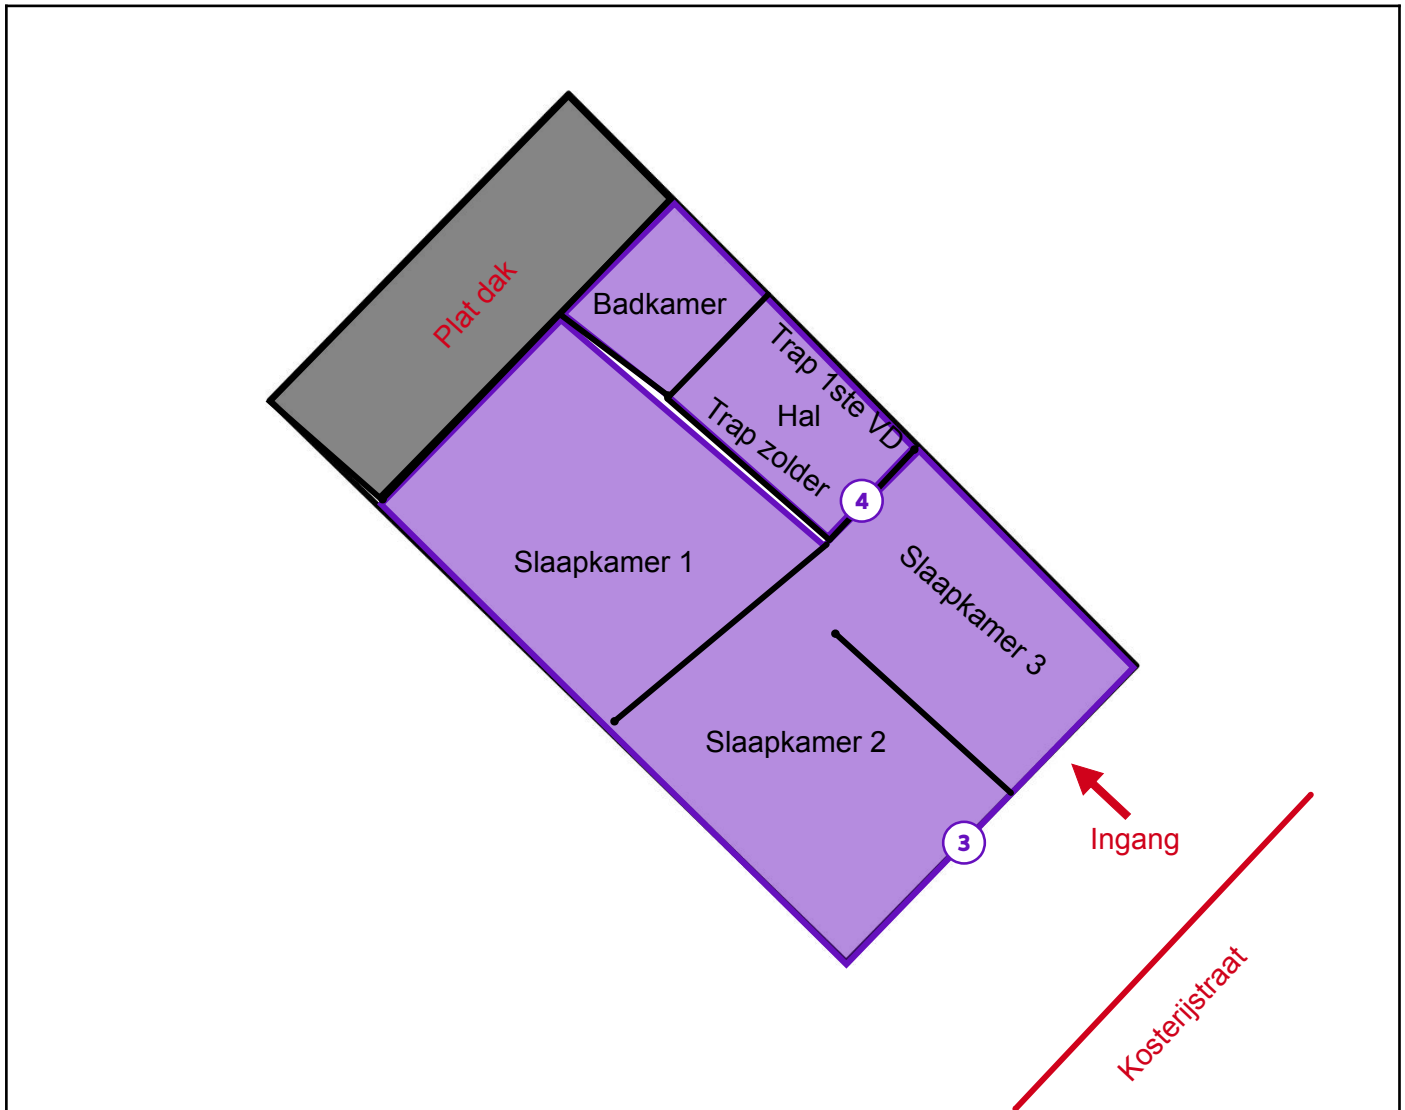 Plat dak
Badkamer
Trap 1ste VD
Hal
Trap zolder
4
Slaapkamer 1
Slaapkamer 3
Slaapkamer 2
3
Ingang
Kosterijstraat